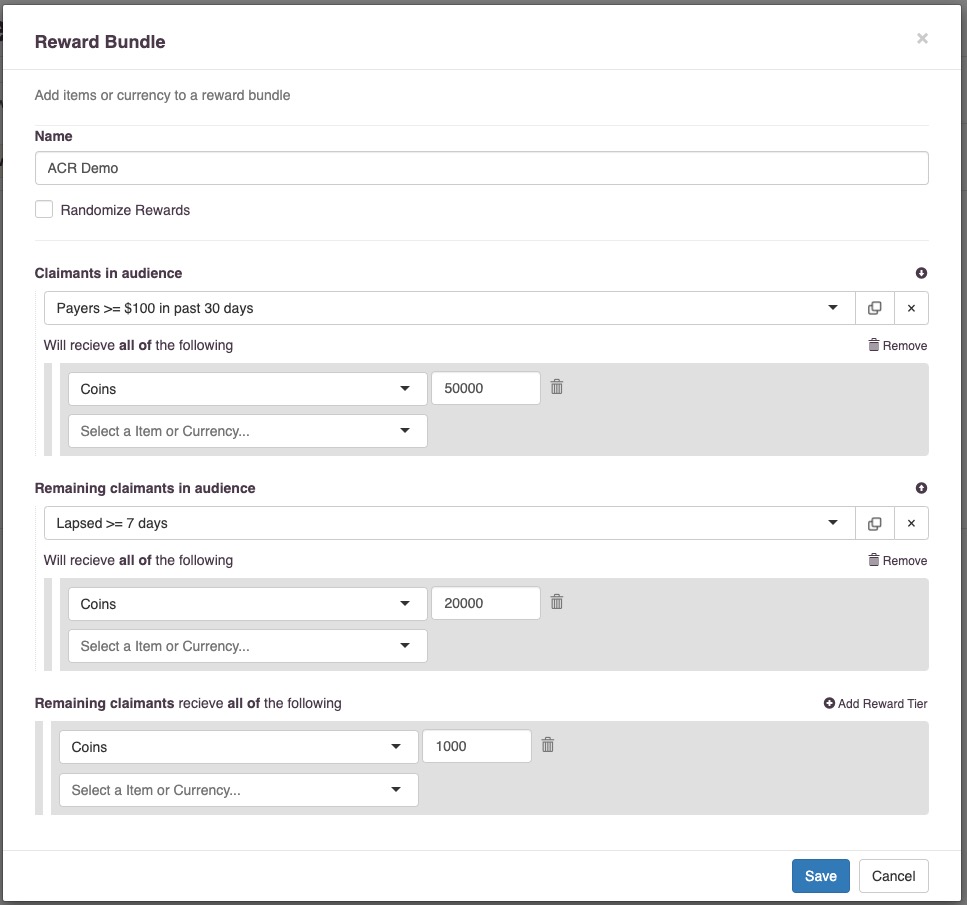 Reward Bundle
×
Add items or currency to a reward bundle
Name
ACR Demo
Randomize Rewards
Claimants in audience
Payers >= $100 in past 30 days
×
Will recieve all of the following
Remove
Coins
50000
Select a Item or Currency...
Remaining claimants in audience
Lapsed >= 7 days
×
Will recieve all of the following
Remove
Coins
20000
Select a Item or Currency...
Remaining claimants recieve all of the following
Add Reward Tier
Coins
1000
Select a Item or Currency...
Save
Cancel